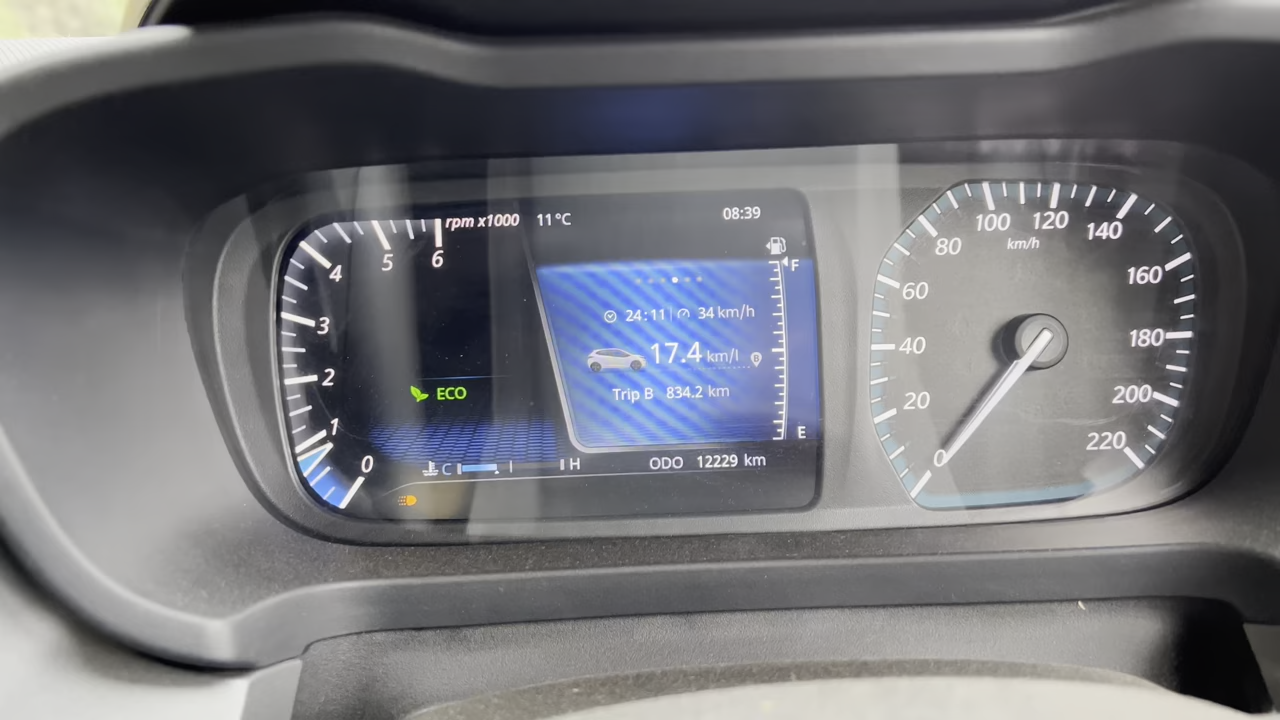 rpm x1000 11°C 08:39
6
5
4
3
2
1
0
ECO
F
24:11 34 km/h
17.4 km/l B
Trip B 834.2 km
E
C H
ODO 12229 km
0
20
40
60
80
100
120
140
160
180
200
220
km/h